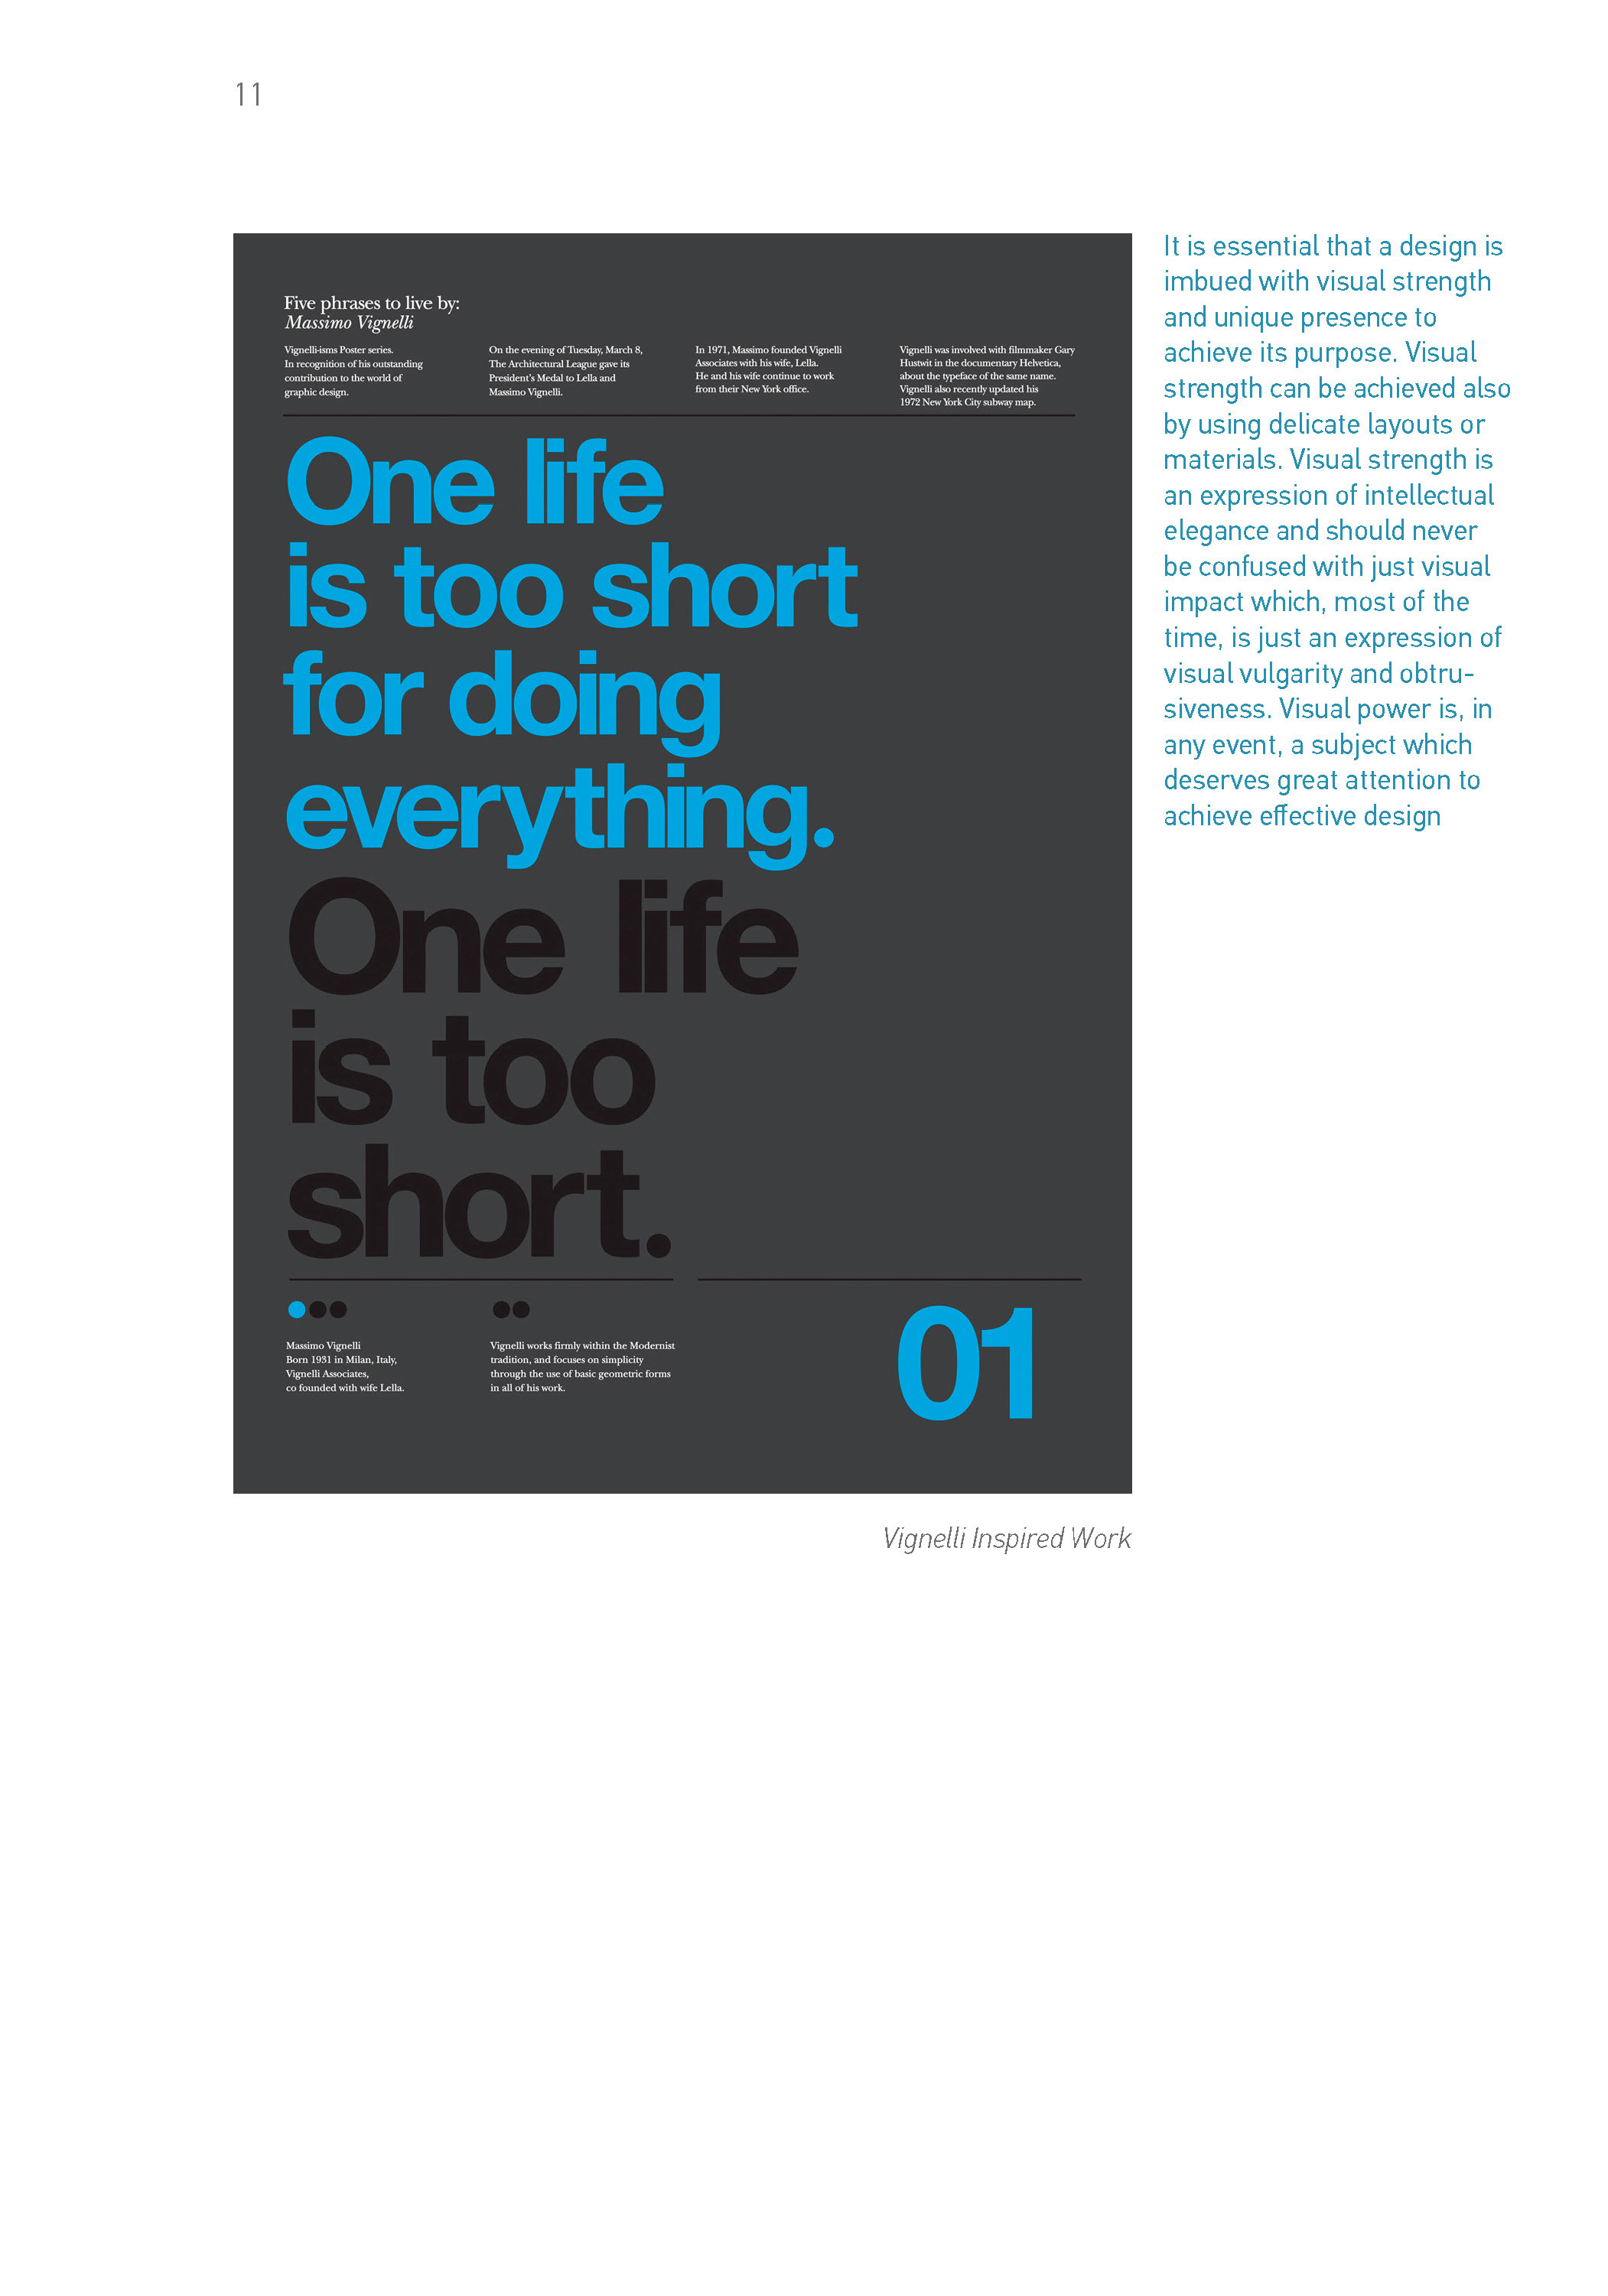 11
Five phrases to live by:
Massimo Vignelli
Vignelli-isms Poster series.
In recognition of his outstanding
contribution to the world of
graphic design.
On the evening of Tuesday, March 8,
The Architectural League gave its
President's Medal to Lella and
Massimo Vignelli.
In 1971, Massimo founded Vignelli
Associates with his wife, Lella.
He and his wife continue to work
from their New York office.
Vignelli was involved with filmmaker Gary
Hustwit in the documentary Helvetica,
about the typeface of the same name.
Vignelli also recently updated his
1972 New York City subway map.
One life
is too short
for doing
everything.
One life
is too
short.
Massimo Vignelli
Born 1931 in Milan, Italy,
Vignelli Associates,
co founded with wife Lella.
Vignelli works firmly within the Modernist
tradition, and focuses on simplicity
through the use of basic geometric forms
in all of his work.
01
Vignelli Inspired Work
It is essential that a design is
imbued with visual strength
and unique presence to
achieve its purpose. Visual
strength can be achieved also
by using delicate layouts or
materials. Visual strength is
an expression of intellectual
elegance and should never
be confused with just visual
impact which, most of the
time, is just an expression of
visual vulgarity and obtru-
siveness. Visual power is, in
any event, a subject which
deserves great attention to
achieve effective design